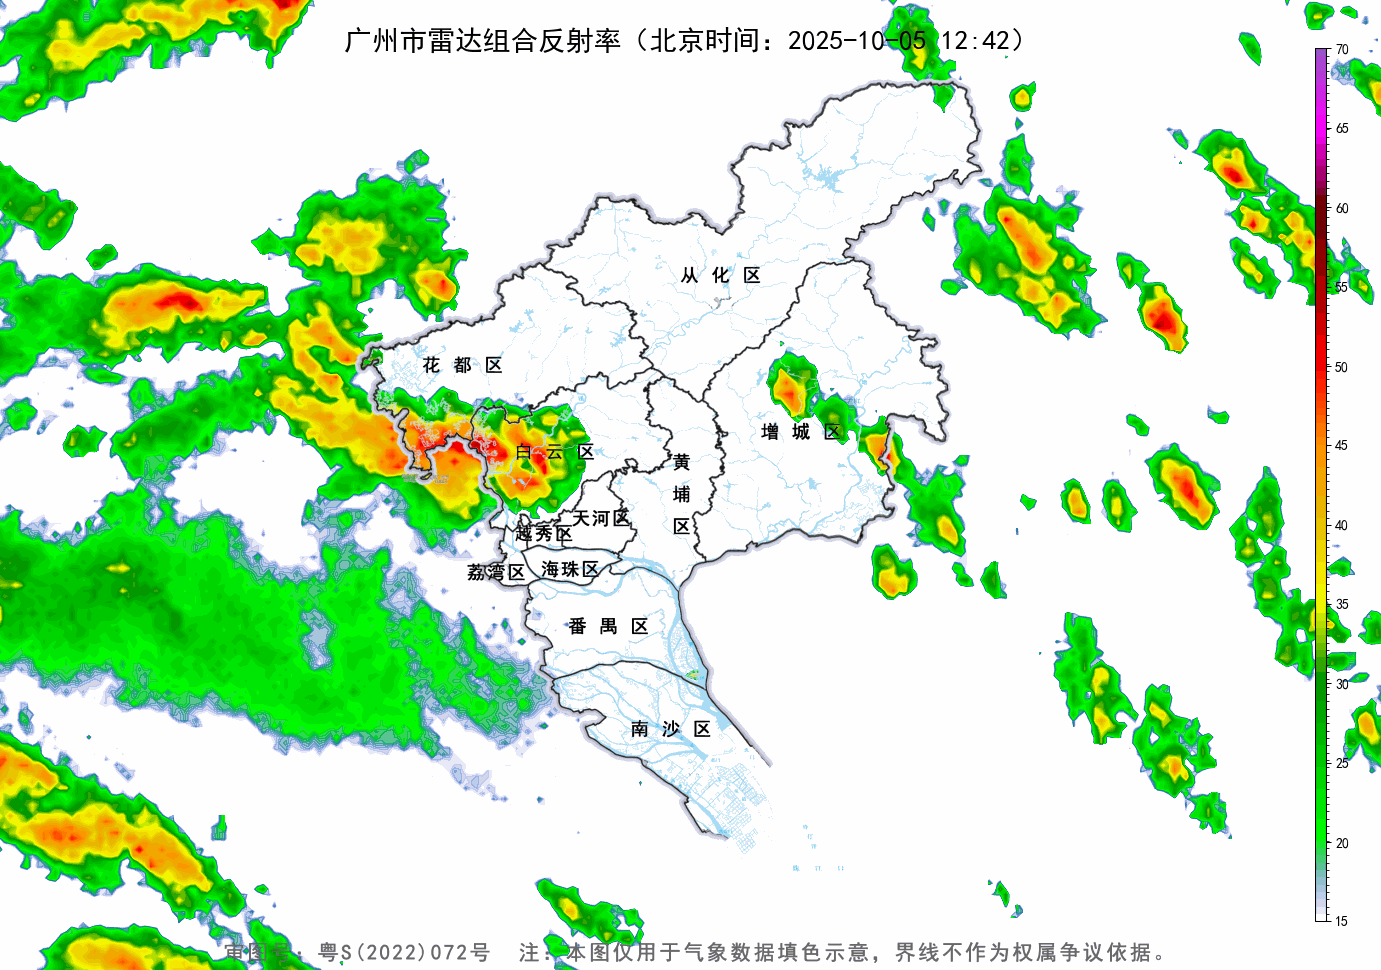 广州市雷达组合反射率（北京时间：2025-10-05 12:42）
70
65
60
55
50
45
40
35
30
25
20
15
从化区
花都区
增城区
白云区
黄埔区
天河区
越秀区
荔湾区
海珠区
番禺区
南沙区
审图号：粤S(2022)072号 注：本图仅用于气象数据填色示意，界线不作为权属争议依据。